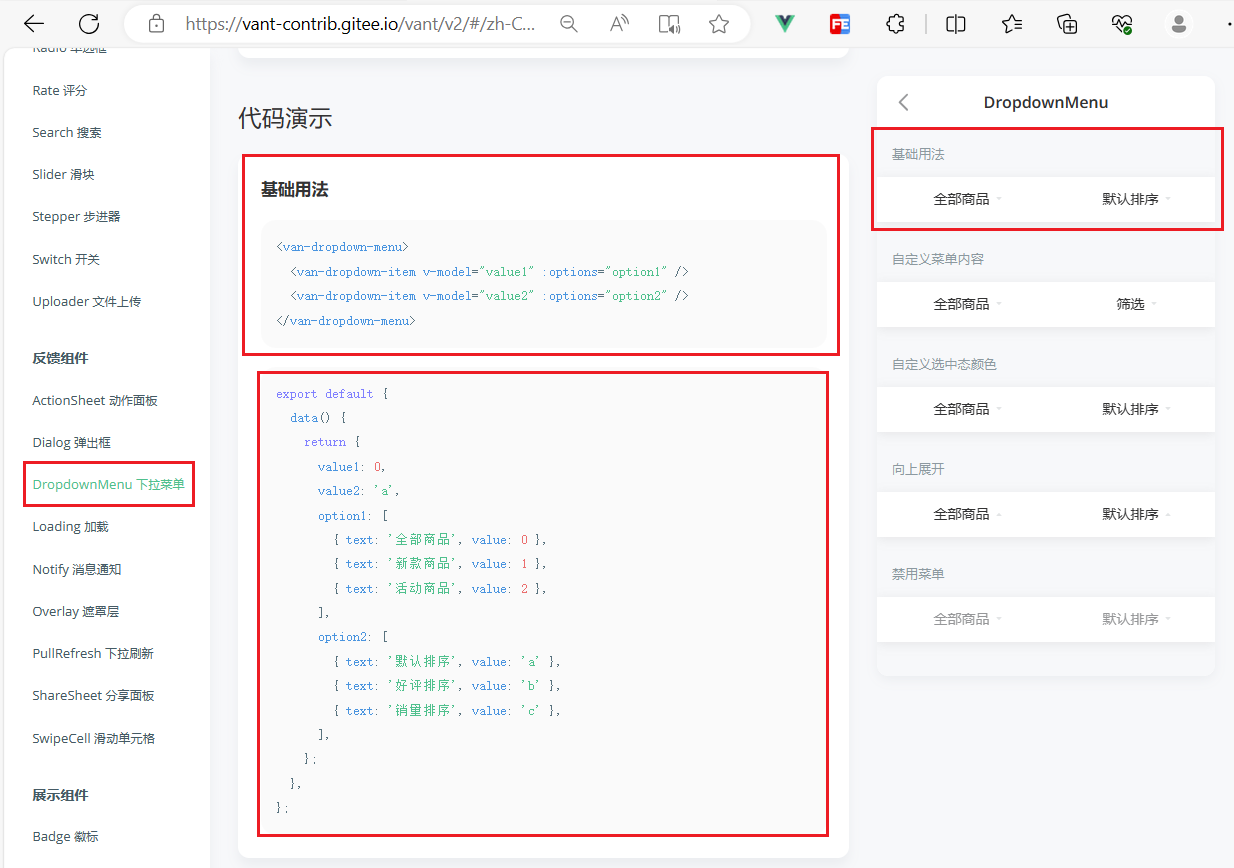 https://vant-contrib.gitee.io/vant/v2/#/zh-C...
Radio 单选框
Rate 评分
Search 搜索
Slider 滑块
Stepper 步进器
Switch 开关
Uploader 文件上传
反馈组件
ActionSheet 动作面板
Dialog 弹出框
DropdownMenu 下拉菜单
Loading 加载
Notify 消息通知
Overlay 遮罩层
PullRefresh 下拉刷新
ShareSheet 分享面板
SwipeCell 滑动单元格
展示组件
Badge 徽标
代码演示
基础用法
<van-dropdown-menu>
  <van-dropdown-item v-model="value1" :options="option1" />
  <van-dropdown-item v-model="value2" :options="option2" />
</van-dropdown-menu>
export default {
  data() {
    return {
      value1: 0,
      value2: 'a',
      option1: [
        { text: '全部商品', value: 0 },
        { text: '新款商品', value: 1 },
        { text: '活动商品', value: 2 },
      ],
      option2: [
        { text: '默认排序', value: 'a' },
        { text: '好评排序', value: 'b' },
        { text: '销量排序', value: 'c' },
      ],
    };
  },
};
DropdownMenu
基础用法
全部商品 默认排序
自定义菜单内容
全部商品 筛选
自定义选中态颜色
全部商品 默认排序
向上展开
全部商品 默认排序
禁用菜单
全部商品 默认排序